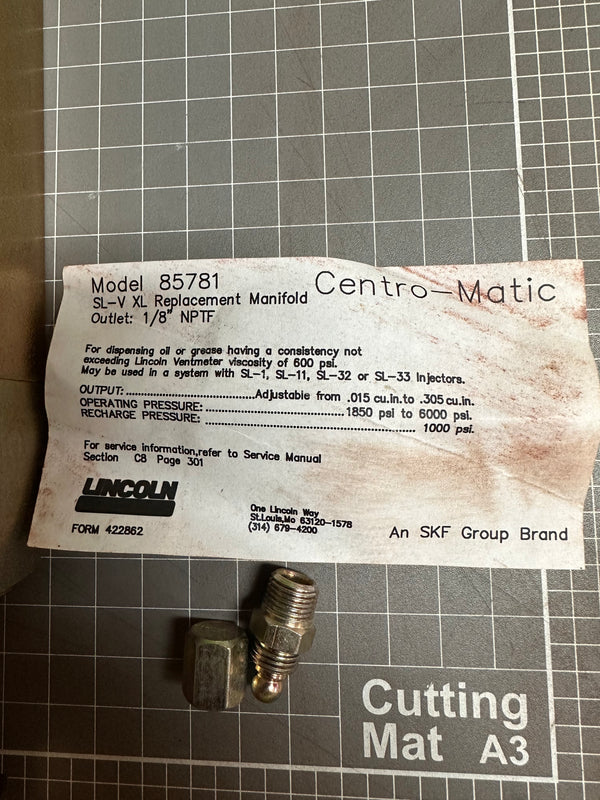 Model 85781
Centro-Matic
SL-V XL Replacement Manifold
Outlet: 1/8" NPTF
For dispensing oil or grease having a consistency not
exceeding Lincoln Ventmeter viscosity of 600 psi.
May be used in a system with SL-1, SL-11, SL-32 or SL-33 Injectors.
OUTPUT:..............................Adjustable from .015 cu.in.to .305 cu.in.
OPERATING PRESSURE:................................1850 psi to 6000 psi.
RECHARGE PRESSURE:................................................ 1000 psi.
For service information,refer to Service Manual
Section C8 Page 301
LINCOLN
FORM 422862
One Lincoln Way
St.Louis,Mo 63120-1578
(314) 679-4200
An SKF Group Brand
Cutting
Mat A3